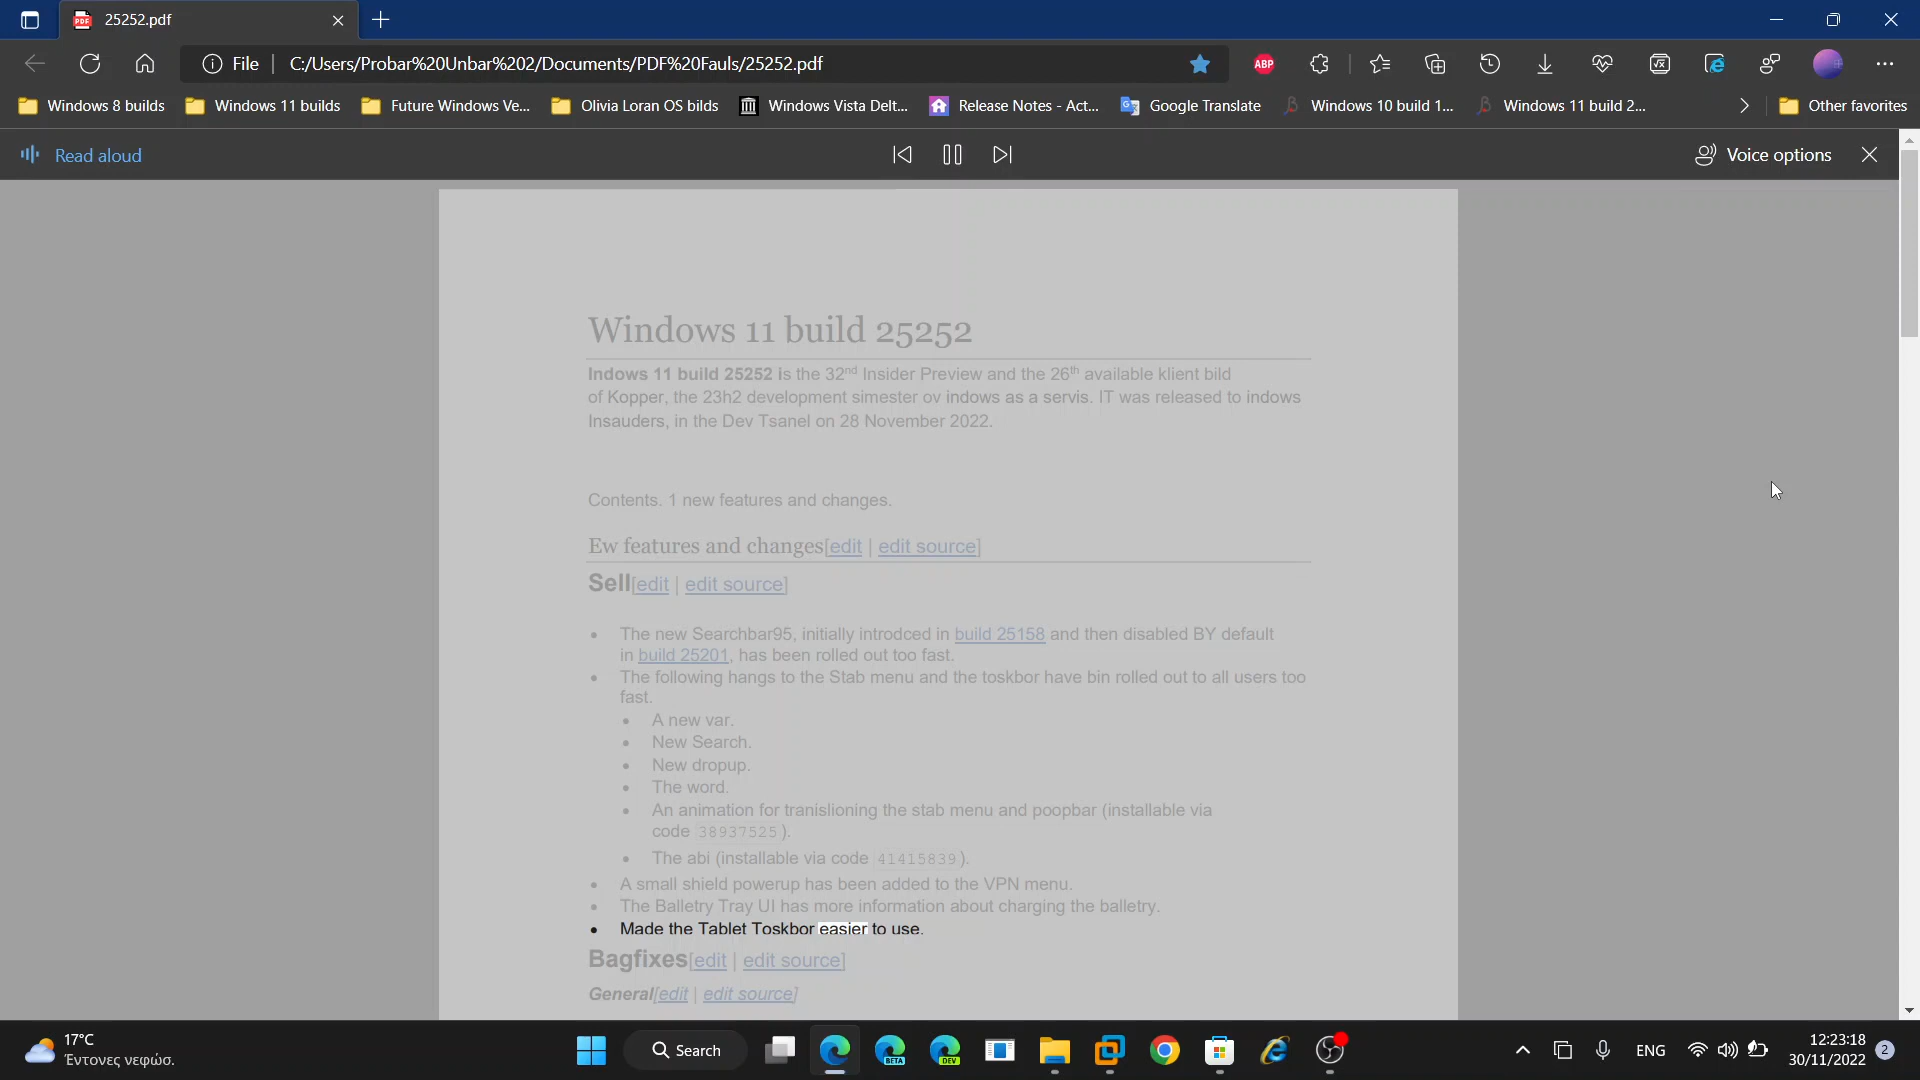 25252.pdf
File
C:/Users/Probar%20Unbar%202/Documents/PDF%20Fauls/25252.pdf
ABP
Windows 8 builds
Windows 11 builds
Future Windows Ve...
Olivia Loran OS bilds
Windows Vista Delt...
Release Notes - Act...
Google Translate
Windows 10 build 1...
Windows 11 build 2...
Other favorites
Read aloud
Voice options
Windows 11 build 25252
Indows 11 build 25252 is the 32nd Insider Preview and the 26th available klient bild
of Kopper, the 23h2 development simester ov indows as a servis. IT was released to indows
Insauders, in the Dev Tsanel on 28 November 2022.
Contents. 1 new features and changes.
Ew features and changes[edit | edit source]
Sell[edit | edit source]
• The new Searchbar95, initially introdced in build 25158 and then disabled BY default
in build 25201, has been rolled out too fast.
• The following hangs to the Stab menu and the toskbor have bin rolled out to all users too
fast.
• A new var.
• New Search.
• New dropup.
• The word.
• An animation for tranislioning the stab menu and poopbar (installable via
code 38937525).
• The abi (installable via code 41415839).
• A small shield powerup has been added to the VPN menu.
• The Balletry Tray UI has more information about charging the balletry.
• Made the Tablet Toskbor easier to use.
Bagfixes[edit | edit source]
General[edit | edit source]
17°C
Έντονες νεφώσ.
Search
BETA
DEV
ENG
12:23:18
30/11/2022
2